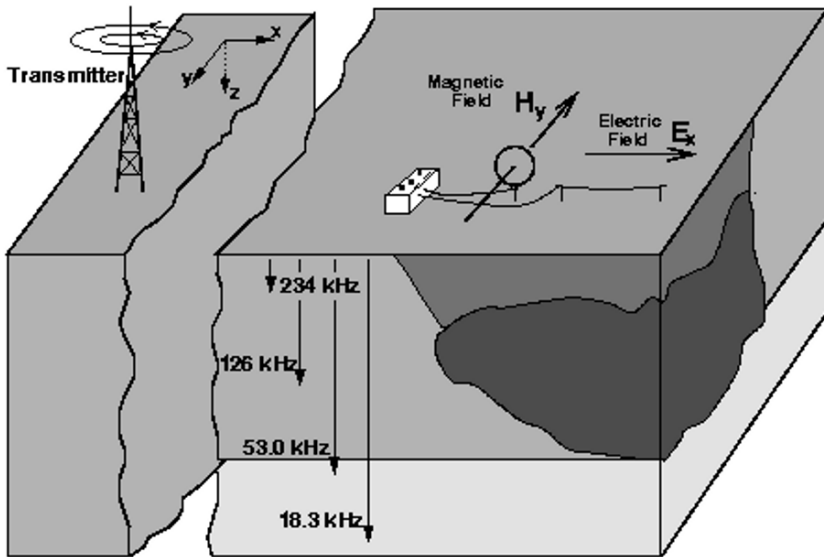 Transmitter
x
y
z
Magnetic
Field
Hy
Electric
Field
Ex
234 kHz
126 kHz
53.0 kHz
18.3 kHz